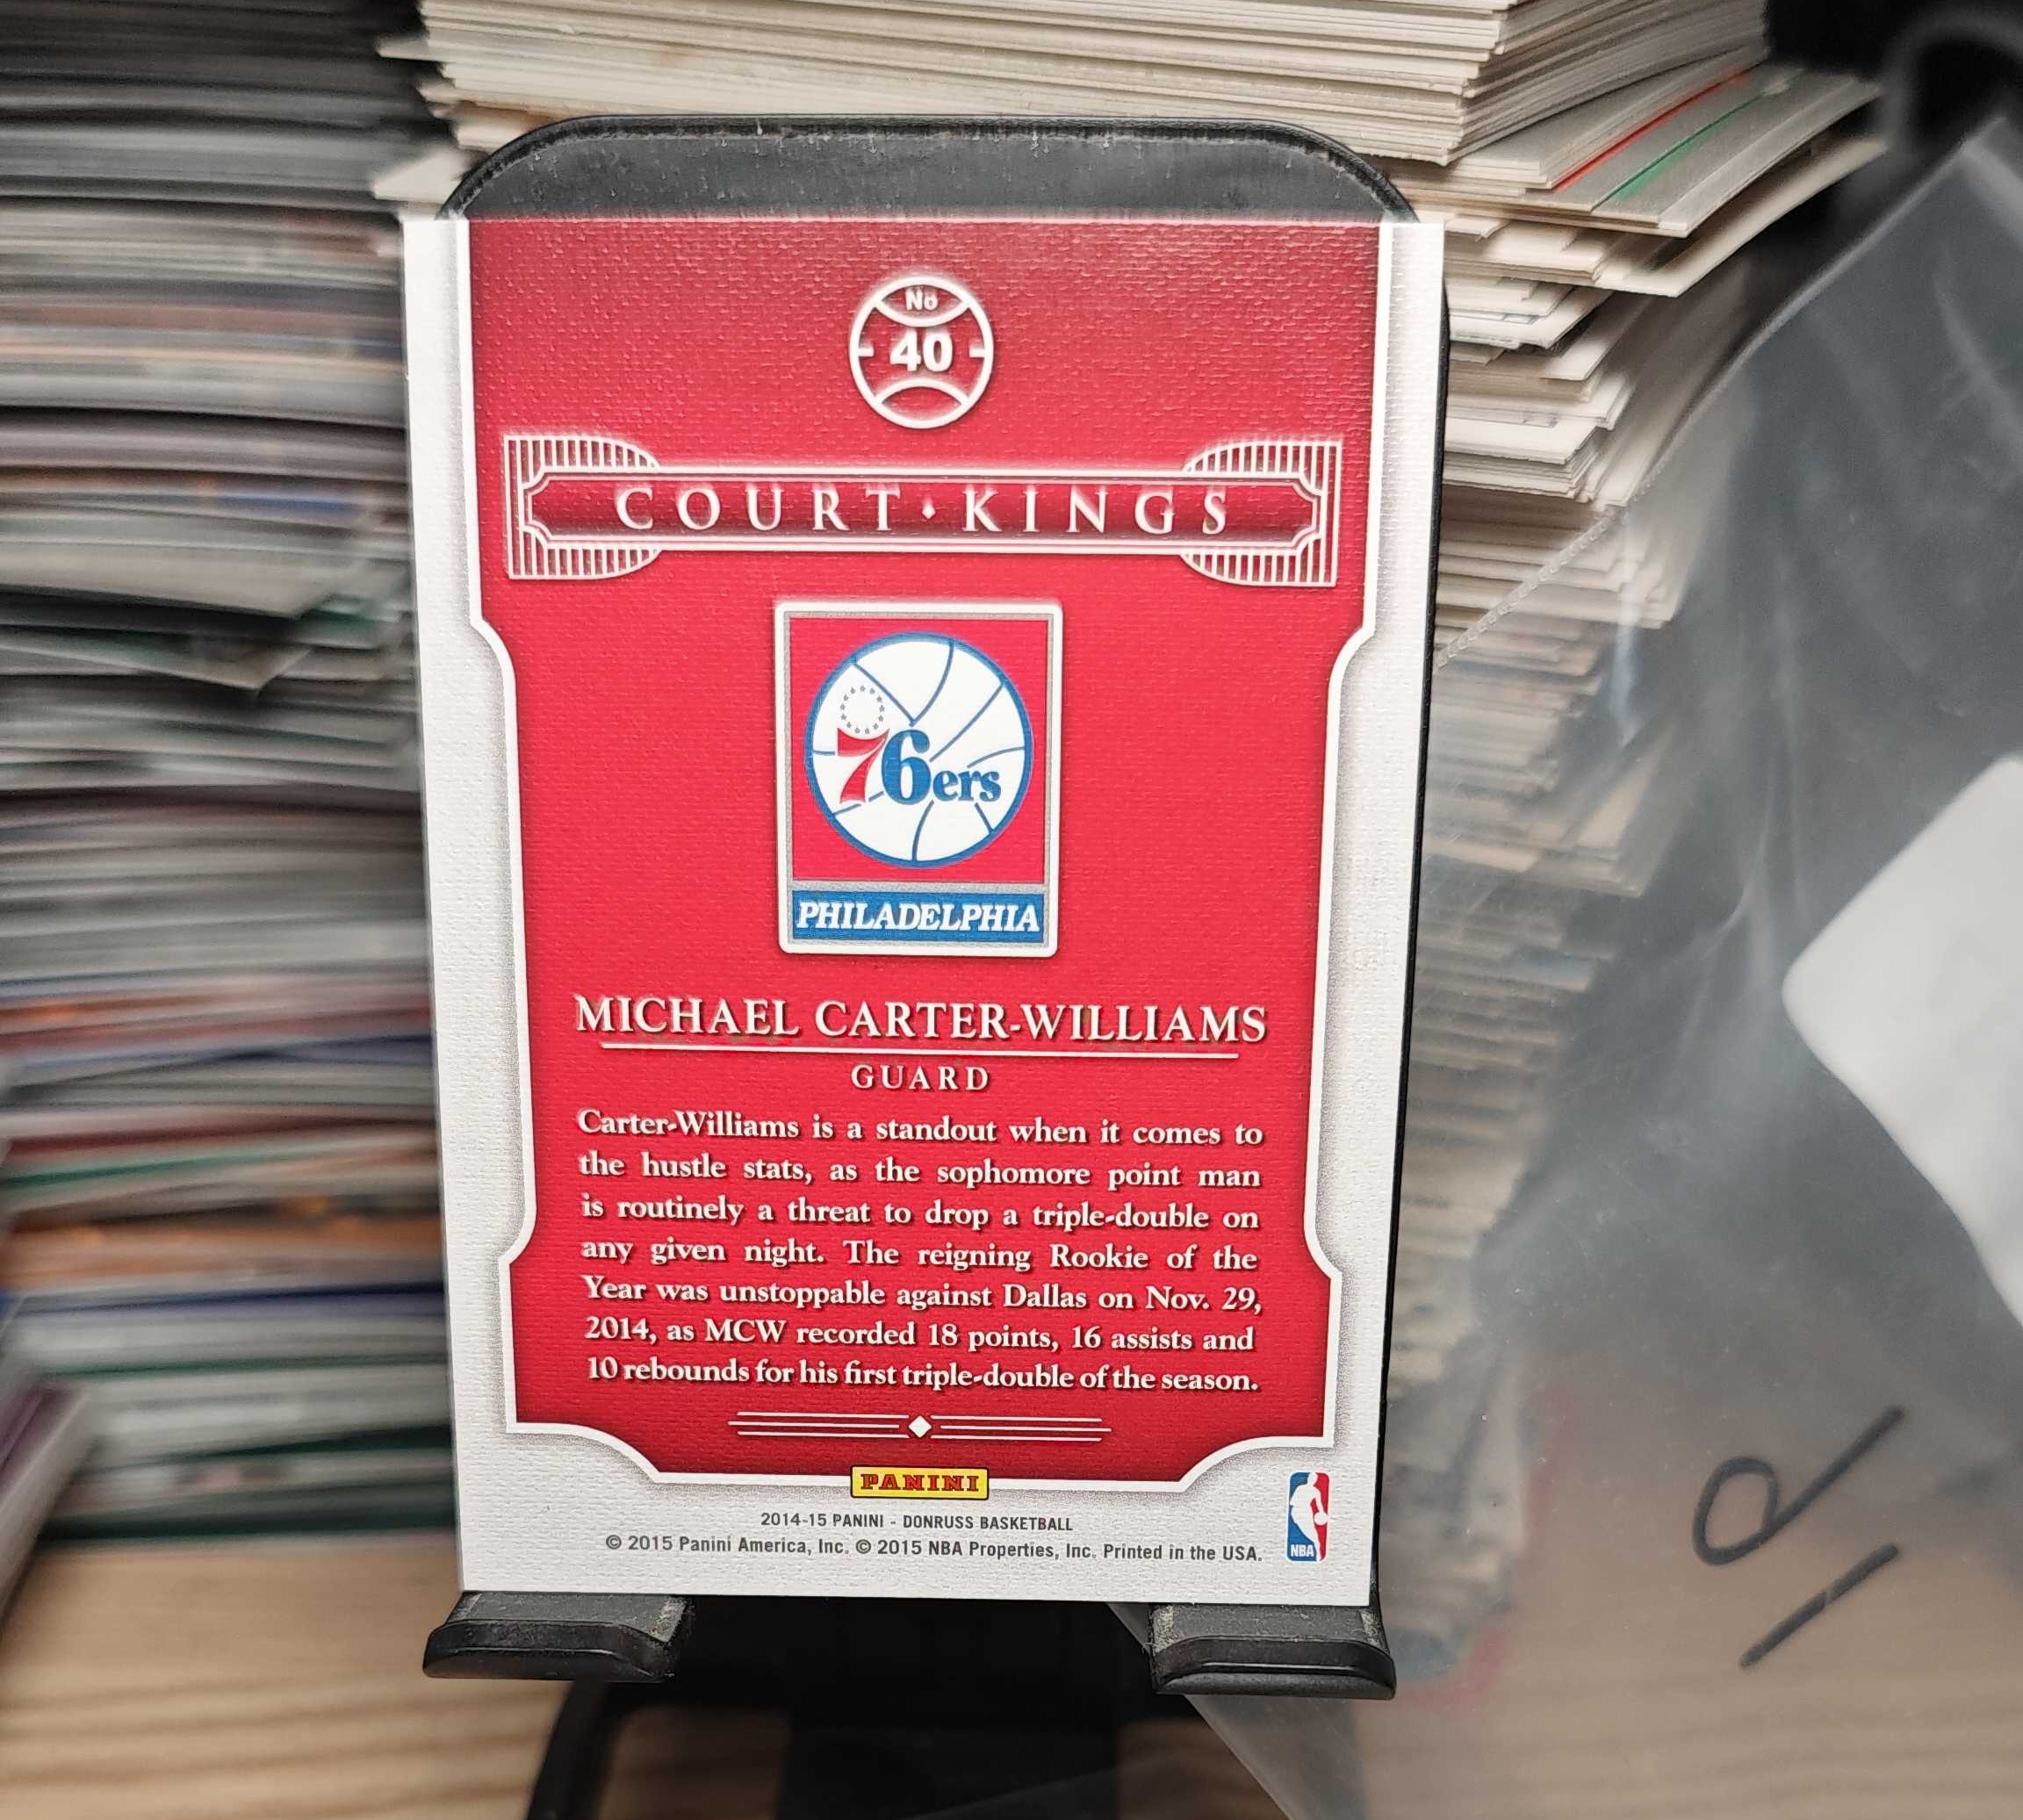 No
40
COURT · KINGS
76ers
PHILADELPHIA
MICHAEL CARTER-WILLIAMS
GUARD
Carter-Williams is a standout when it comes to
the hustle stats, as the sophomore point man
is routinely a threat to drop a triple-double on
any given night. The reigning Rookie of the
Year was unstoppable against Dallas on Nov. 29,
2014, as MCW recorded 18 points, 16 assists and
10 rebounds for his first triple-double of the season.
PANINI
2014-15 PANINI - DONRUSS BASKETBALL
© 2015 Panini America, Inc. © 2015 NBA Properties, Inc. Printed in the USA.
NBA